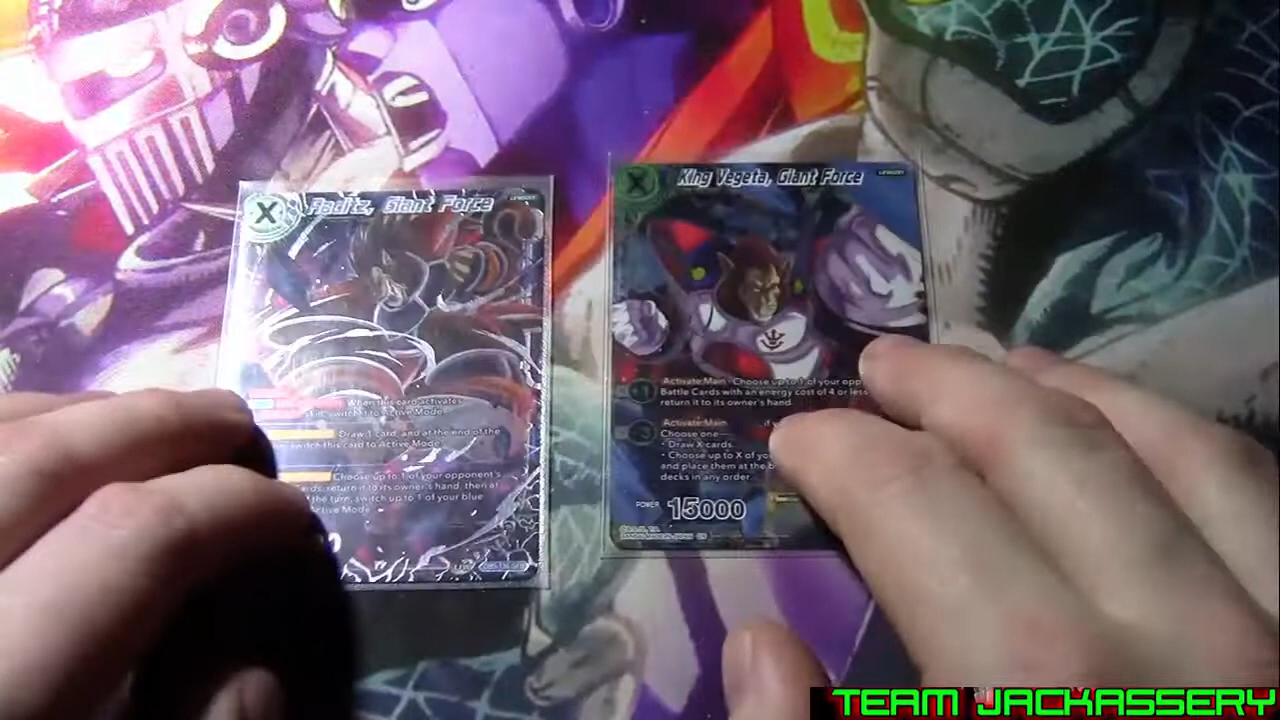 X Raditz, Giant Force
When this card activates
skill, switch it to Active Mode.
Draw 1 card, and at the end of the
switch this card to Active Mode.
Choose up to 1 of your opponent's
Cards, return it to its owner's hand, then at
the turn, switch up to 1 of your blue
Active Mode.
X King Vegeta, Giant Force
+1 Activate: Main - Choose up to 1 of your opp
Battle Cards with an energy cost of 4 or less
return it to its owner's hand.
Activate: Main
Choose one—
• Draw X cards.
• Choose up to X of yo
and place them at the b
decks in any order.
POWER 15000
TEAM JACKASSERY